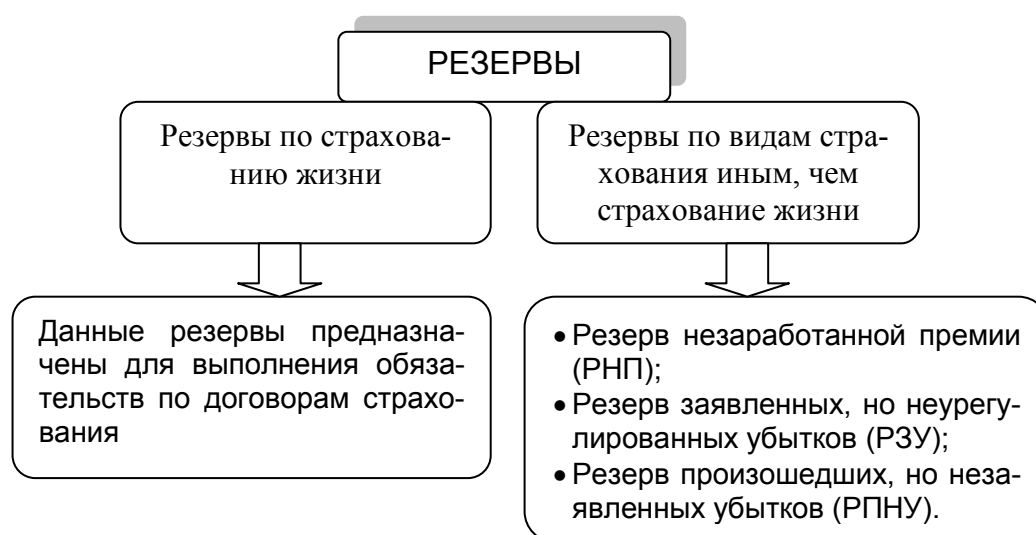 РЕЗЕРВЫ
Резервы по страхова-
нию жизни
Резервы по видам стра-
хования иным, чем
страхование жизни
Данные резервы предназна-
чены для выполнения обяза-
тельств по договорам страхо-
вания
• Резерв незаработанной премии
(РНП);
• Резерв заявленных, но неурегу-
лированных убытков (РЗУ);
• Резерв произошедших, но неза-
явленных убытков (РПНУ).